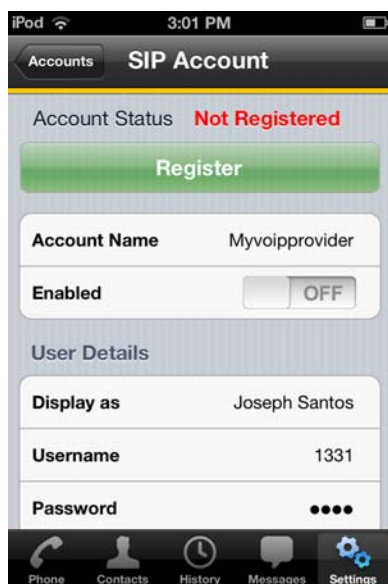 iPod 3:01 PM
Accounts SIP Account
Account Status Not Registered
Register
Account Name Myvoipprovider
Enabled OFF
User Details
Display as Joseph Santos
Username 1331
Password ••••
Phone Contacts History Messages Settings